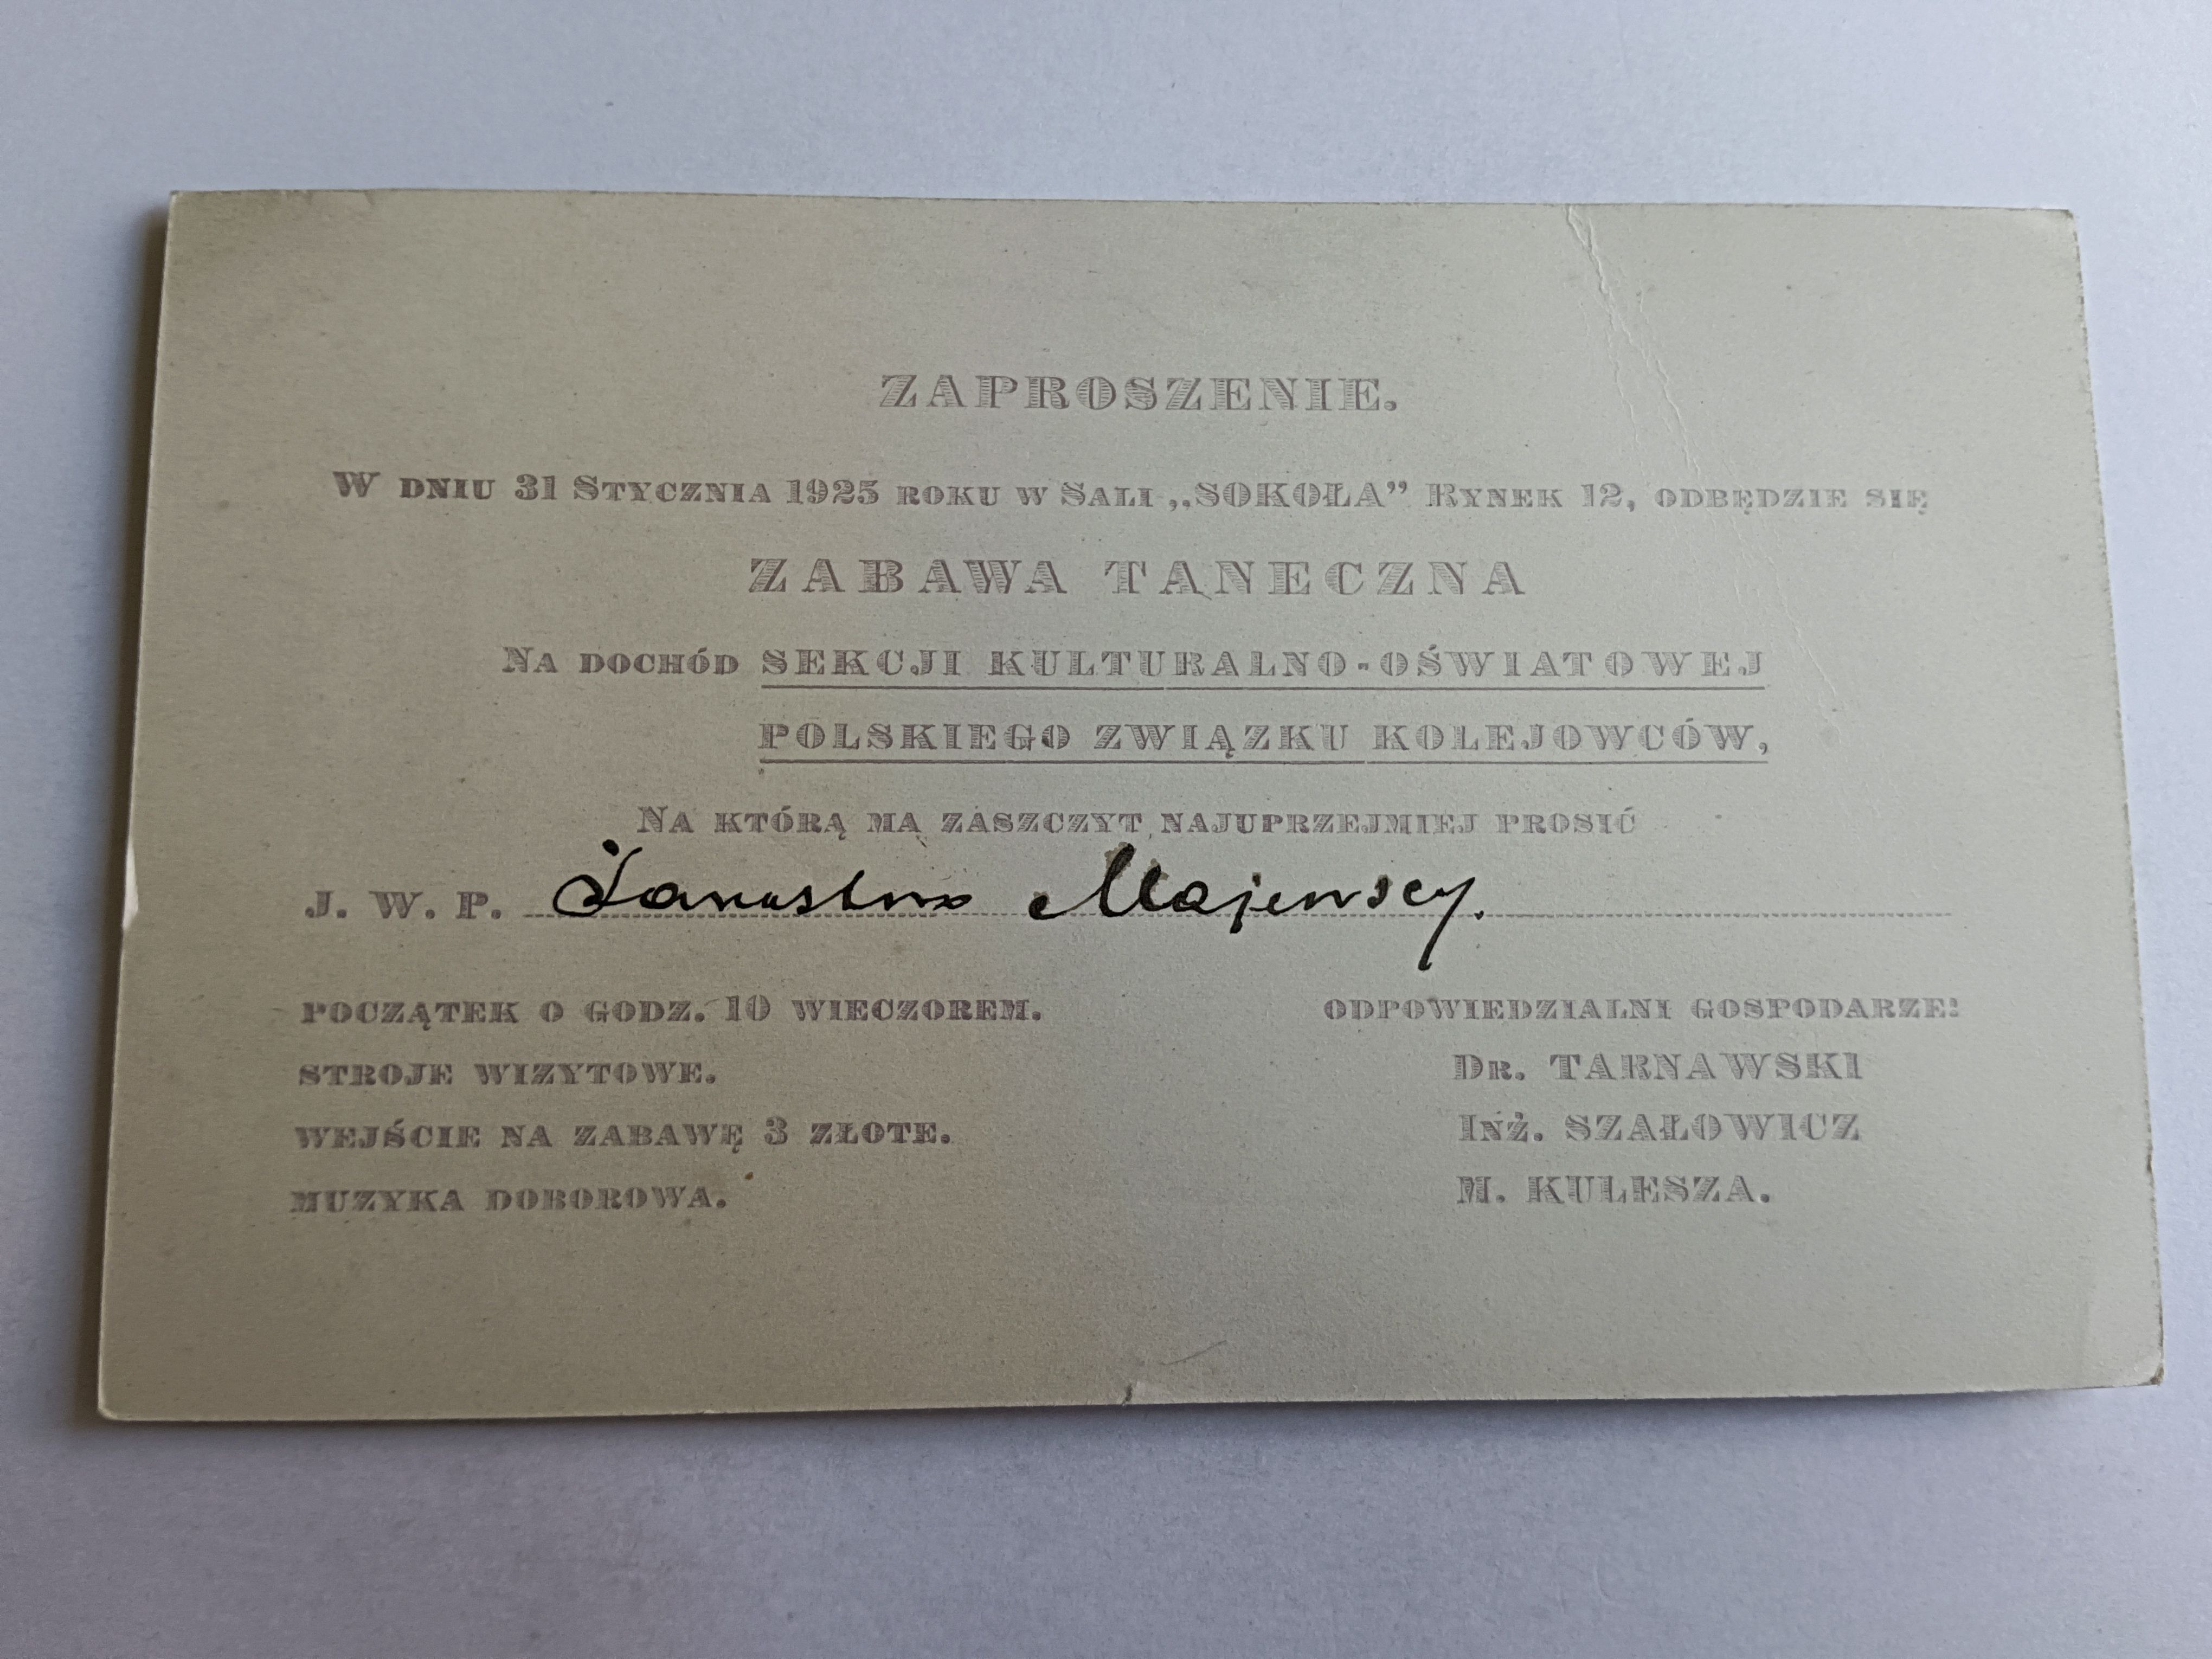 ZAPROSZENIE.
W DNIU 31 STYCZNIA 1925 ROKU W SALI „SOKOŁA” RYNEK 12, ODBĘDZIE SIĘ
ZABAWA TANECZNA
NA DOCHÓD SEKCJI KULTURALNO-OŚWIATOWEJ
POLSKIEGO ZWIĄZKU KOLEJOWCÓW,
NA KTÓRĄ MA ZASZCZYT NAJUPRZEJMIEJ PROSIĆ
J. W. P. Majewscy.
POCZĄTEK O GODZ. 10 WIECZOREM.
STROJE WIZYTOWE.
WEJŚCIE NA ZABAWĘ 3 ZŁOTE.
MUZYKA DOBOROWA.
ODPOWIEDZIALNI GOSPODARZE:
DR. TARNAWSKI
INŻ. SZAŁOWICZ
M. KULESZA.